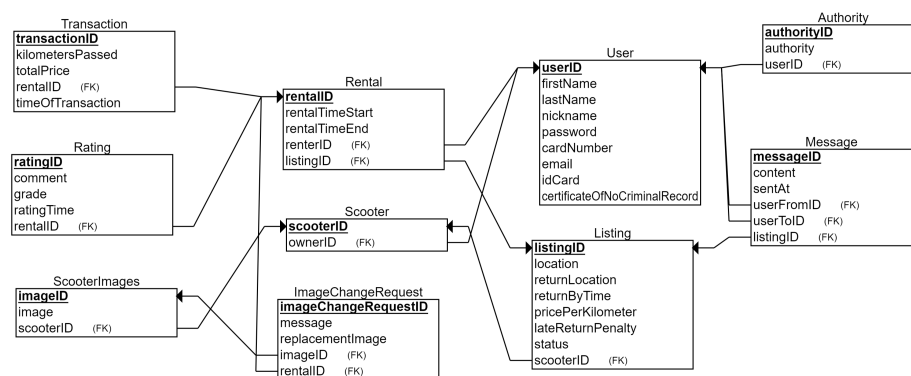 Transaction
transactionID
kilometersPassed
totalPrice
rentalID (FK)
timeOfTransaction
Rating
ratingID
comment
grade
ratingTime
rentalID (FK)
ScooterImages
imageID
image
scooterID (FK)
Rental
rentalID
rentalTimeStart
rentalTimeEnd
renterID (FK)
listingID (FK)
Scooter
scooterID
ownerID (FK)
ImageChangeRequest
imageChangeRequestID
message
replacementImage
imageID (FK)
rentalID (FK)
User
userID
firstName
lastName
nickname
password
cardNumber
email
idCard
certificateOfNoCriminalRecord
Listing
listingID
location
returnLocation
returnByTime
pricePerKilometer
lateReturnPenalty
status
scooterID (FK)
Authority
authorityID
authority
userID (FK)
Message
messageID
content
sentAt
userFromID (FK)
userToID (FK)
listingID (FK)